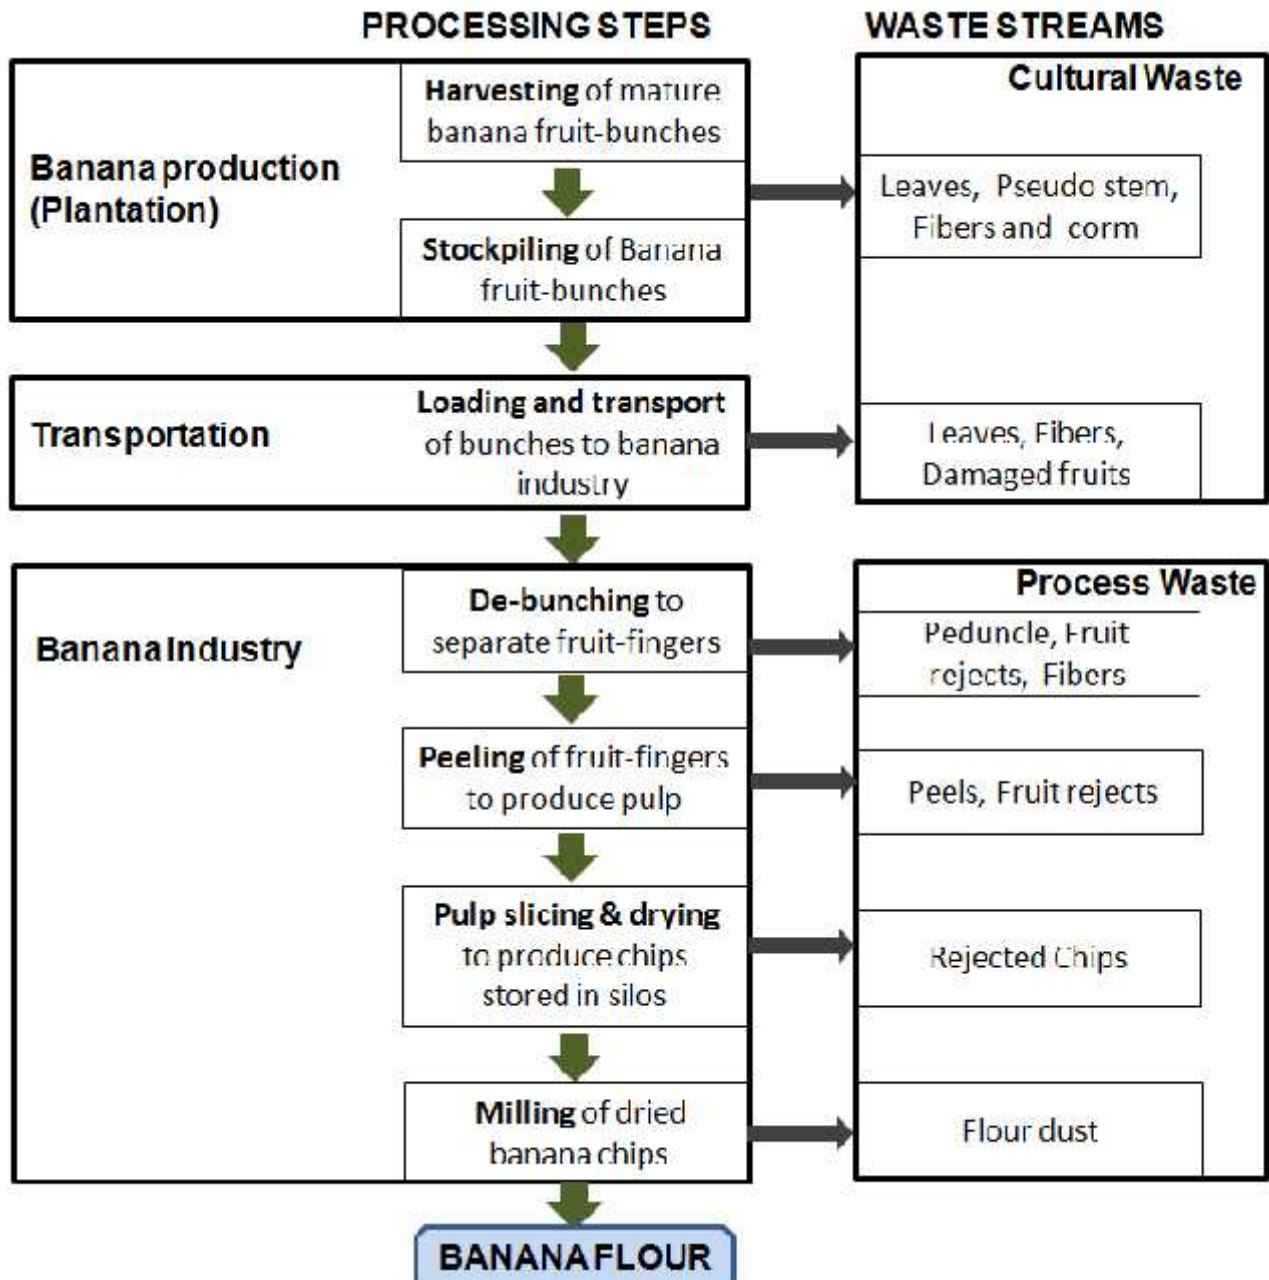 PROCESSING STEPS
WASTE STREAMS
Banana production
(Plantation)
Harvesting of mature
banana fruit-bunches
Stockpiling of Banana
fruit-bunches
Cultural Waste
Leaves, Pseudo stem,
Fibers and corm
Transportation
Loading and transport
of bunches to banana
industry
Leaves, Fibers,
Damaged fruits
Banana Industry
De-bunching to
separate fruit-fingers
Process Waste
Peduncle, Fruit
rejects, Fibers
Peeling of fruit-fingers
to produce pulp
Peels, Fruit rejects
Pulp slicing & drying
to produce chips
stored in silos
Rejected Chips
Milling of dried
banana chips
Flour dust
BANANA FLOUR